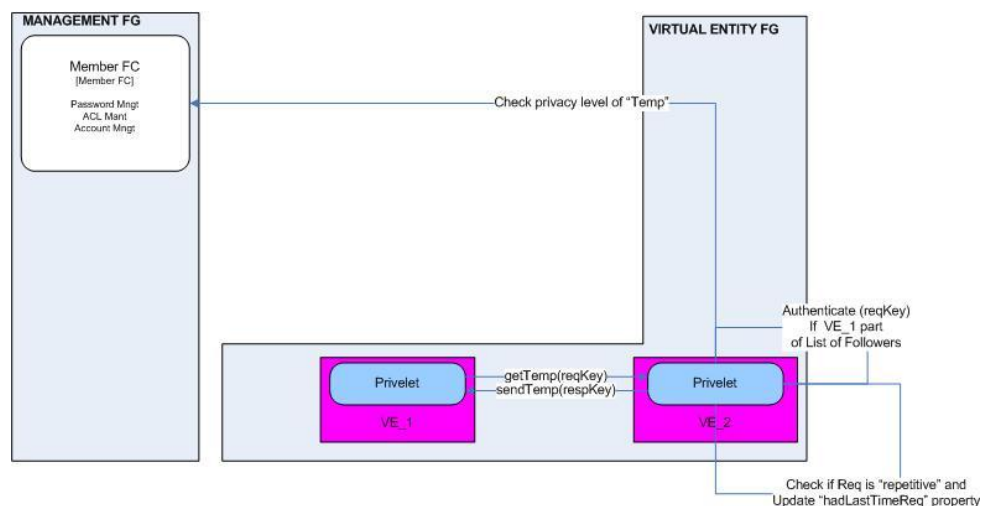 MANAGEMENT FG
Member FC
[Member FC]
Password Mngt
ACL Mant
Account Mngt
VIRTUAL ENTITY FG
Check privacy level of “Temp”
Authenticate (reqKey)
If VE_1 part
of List of Followers
Privelet
getTemp(reqKey)
sendTemp(respKey)
Privelet
VE_1
VE_2
Check if Req is “repetitive” and
Update “hadLastTimeReq” property